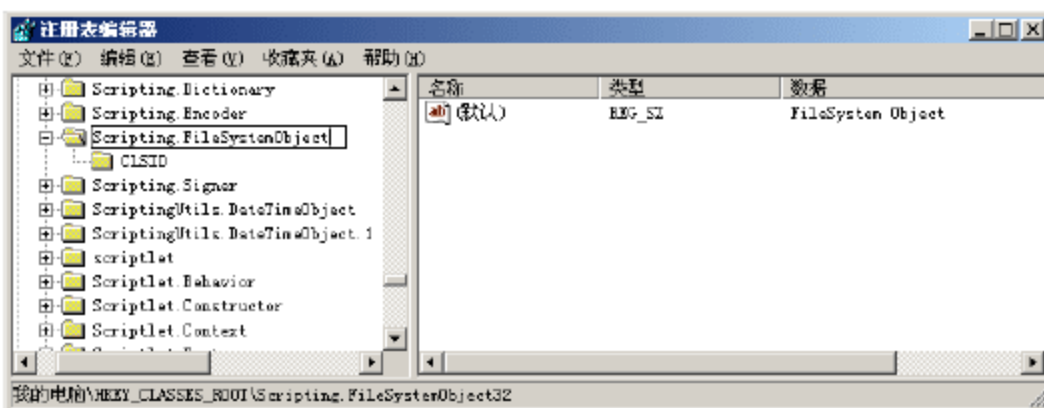 注册表编辑器
文件(F) 编辑(E) 查看(V) 收藏夹(A) 帮助(H)
Scripting.Dictionary
Scripting.Encoder
Scripting.FileSystemObject
CLSID
Scripting.Signer
ScriptingUtils.DateTimeObject
ScriptingUtils.DateTimeObject.1
scriptlet
Scriptlet.Behavior
Scriptlet.Constructor
Scriptlet.Context
名称 类型 数据
ab (默认) REG_SZ FileSystem Object
我的电脑\HKEY_CLASSES_ROOT\Scripting.FileSystemObject32